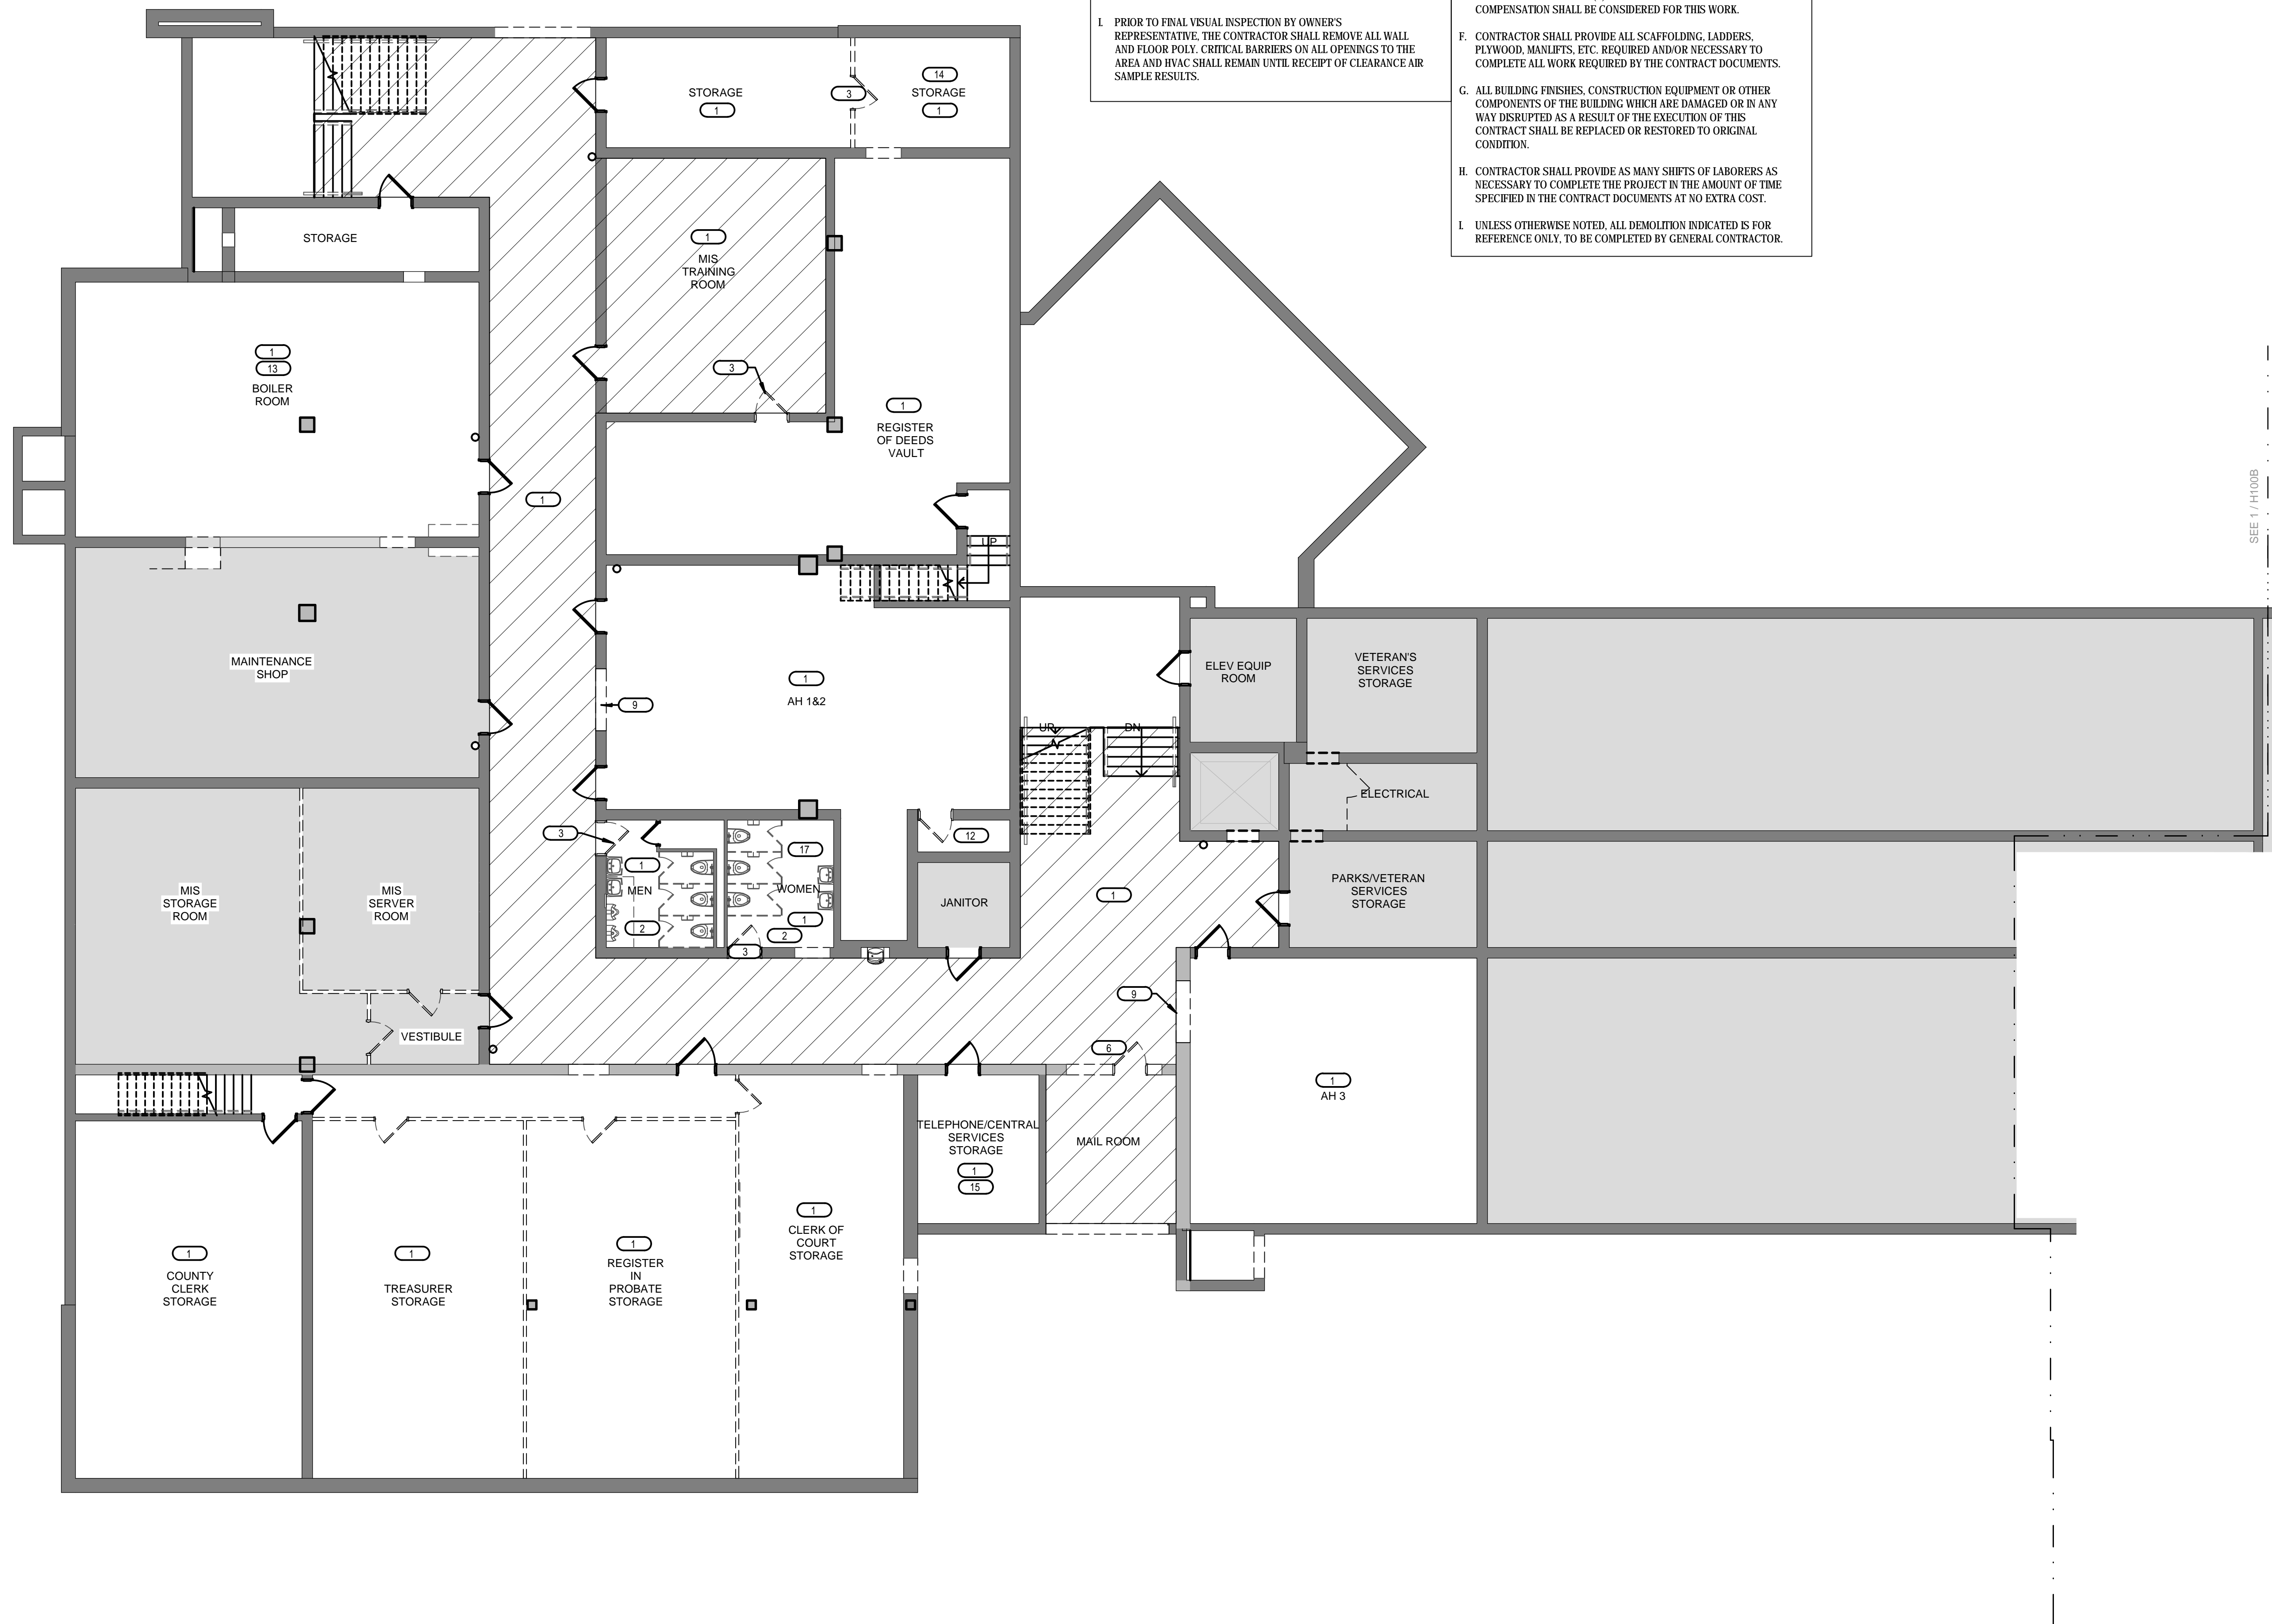 I. PRIOR TO FINAL VISUAL INSPECTION BY OWNER'S
REPRESENTATIVE, THE CONTRACTOR SHALL REMOVE ALL WALL
AND FLOOR POLY. CRITICAL BARRIERS ON ALL OPENINGS TO THE
AREA AND HVAC SHALL REMAIN UNTIL RECEIPT OF CLEARANCE AIR
SAMPLE RESULTS.
COMPENSATION SHALL BE CONSIDERED FOR THIS WORK.
F. CONTRACTOR SHALL PROVIDE ALL SCAFFOLDING, LADDERS,
PLYWOOD, MANLIFTS, ETC. REQUIRED AND/OR NECESSARY TO
COMPLETE ALL WORK REQUIRED BY THE CONTRACT DOCUMENTS.
G. ALL BUILDING FINISHES, CONSTRUCTION EQUIPMENT OR OTHER
COMPONENTS OF THE BUILDING WHICH ARE DAMAGED OR IN ANY
WAY DISRUPTED AS A RESULT OF THE EXECUTION OF THIS
CONTRACT SHALL BE REPLACED OR RESTORED TO ORIGINAL
CONDITION.
H. CONTRACTOR SHALL PROVIDE AS MANY SHIFTS OF LABORERS AS
NECESSARY TO COMPLETE THE PROJECT IN THE AMOUNT OF TIME
SPECIFIED IN THE CONTRACT DOCUMENTS AT NO EXTRA COST.
I. UNLESS OTHERWISE NOTED, ALL DEMOLITION INDICATED IS FOR
REFERENCE ONLY, TO BE COMPLETED BY GENERAL CONTRACTOR.
STORAGE
1
3
14
STORAGE
1
STORAGE
1
MIS
TRAINING
ROOM
3
1
13
BOILER
ROOM
1
REGISTER
OF DEEDS
VAULT
1
UP
SEE 1 / H100B
MAINTENANCE
SHOP
1
AH 1&2
9
ELEV EQUIP
ROOM
VETERAN'S
SERVICES
STORAGE
UP
DN
ELECTRICAL
3
12
17
1
MEN
2
WOMEN
1
2
3
JANITOR
1
PARKS/VETERAN
SERVICES
STORAGE
MIS
STORAGE
ROOM
MIS
SERVER
ROOM
VESTIBULE
9
6
1
AH 3
TELEPHONE/CENTRAL
SERVICES
STORAGE
1
15
MAIL ROOM
1
COUNTY
CLERK
STORAGE
1
TREASURER
STORAGE
1
REGISTER
IN
PROBATE
STORAGE
1
CLERK OF
COURT
STORAGE